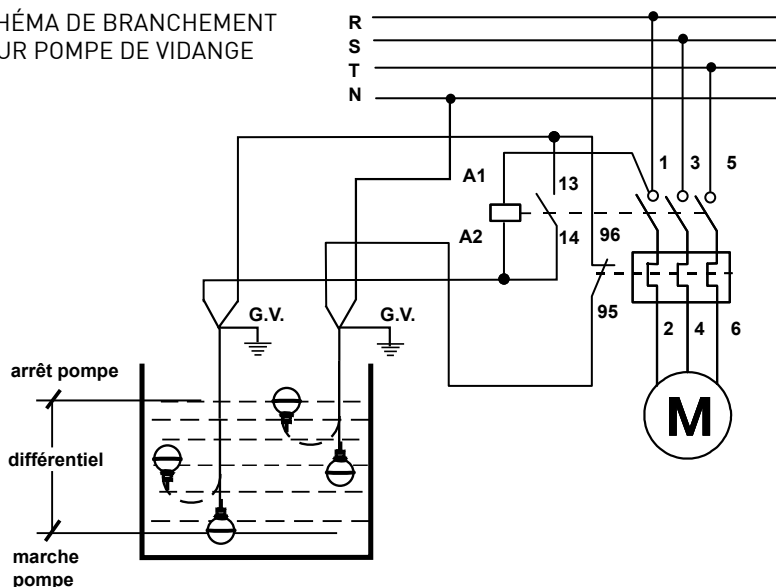 HÉMA DE BRANCHEMENT
UR POMPE DE VIDANGE
R
S
T
N
A1
13
1 3 5
A2
14
96
95
G.V. G.V.
2 4 6
M
arrêt pompe
différentiel
marche
pompe